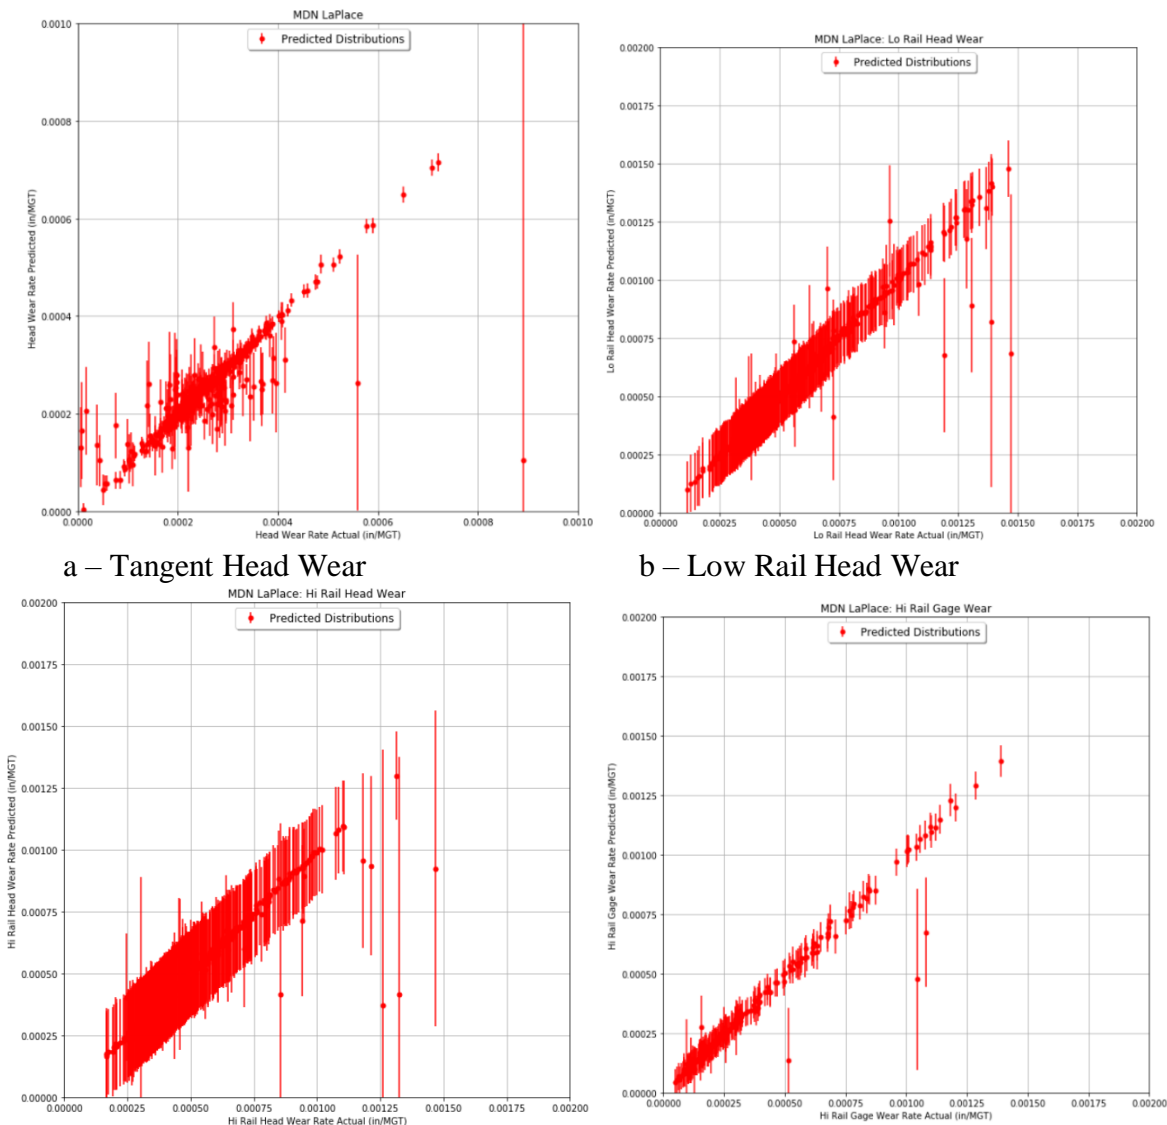 MDN LaPlace
Predicted Distributions
0.0010
0.0008
0.0006
0.0004
0.0002
0.0000
Head Wear Rate Predicted (in/MGT)
0.0000 0.0002 0.0004 0.0006 0.0008 0.0010
Head Wear Rate Actual (in/MGT)
a – Tangent Head Wear
MDN LaPlace: Lo Rail Head Wear
Predicted Distributions
0.00200
0.00175
0.00150
0.00125
0.00100
0.00075
0.00050
0.00025
0.00000
Lo Rail Head Wear Rate Predicted (in/MGT)
0.00000 0.00025 0.00050 0.00075 0.00100 0.00125 0.00150 0.00175 0.00200
Lo Rail Head Wear Rate Actual (in/MGT)
b – Low Rail Head Wear
MDN LaPlace: Hi Rail Head Wear
Predicted Distributions
0.00200
0.00175
0.00150
0.00125
0.00100
0.00075
0.00050
0.00025
0.00000
Hi Rail Head Wear Rate Predicted (in/MGT)
0.00000 0.00025 0.00050 0.00075 0.00100 0.00125 0.00150 0.00175 0.00200
Hi Rail Head Wear Rate Actual (in/MGT)
MDN LaPlace: Hi Rail Gage Wear
Predicted Distributions
0.00200
0.00175
0.00150
0.00125
0.00100
0.00075
0.00050
0.00025
0.00000
Hi Rail Gage Wear Rate Predicted (in/MGT)
0.00000 0.00025 0.00050 0.00075 0.00100 0.00125 0.00150 0.00175 0.00200
Hi Rail Gage Wear Rate Actual (in/MGT)